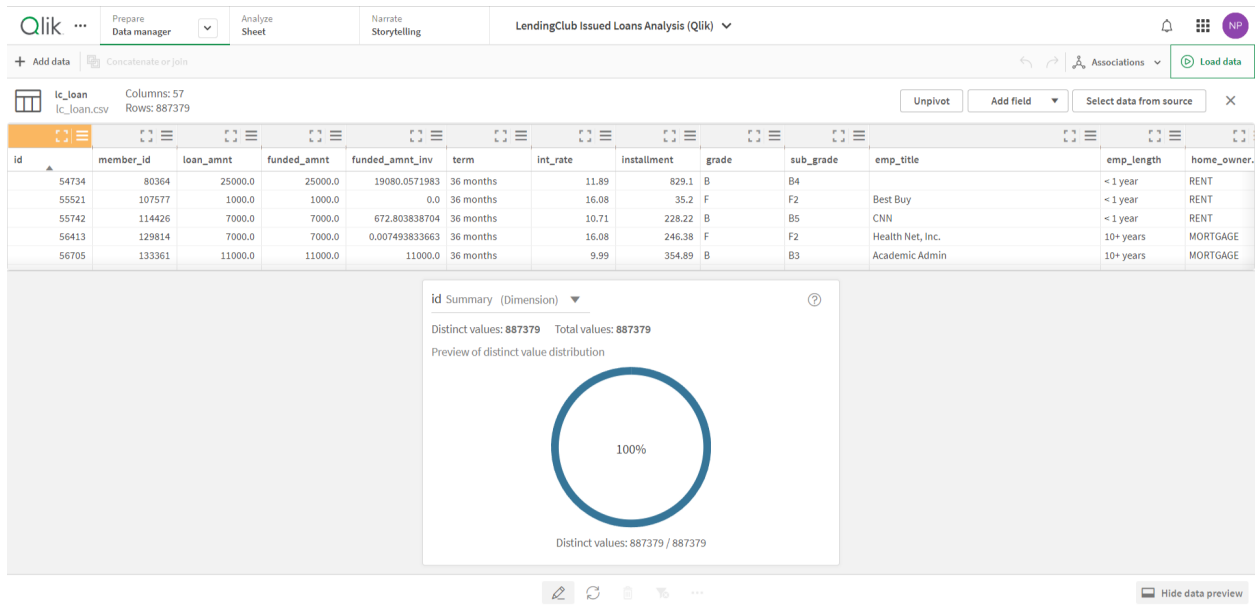 Qlik
Prepare
Data manager
Analyze
Sheet
Narrate
Storytelling
LendingClub Issued Loans Analysis (Qlik)
NP
Add data
Concatenate or join
Associations
Load data
lc_loan
lc_loan.csv
Columns: 57
Rows: 887379
Unpivot
Add field
Select data from source
id member_id loan_amnt funded_amnt funded_amnt_inv term int_rate installment grade sub_grade emp_title emp_length home_owner.
54734 80364 25000.0 25000.0 19080.0571983 36 months 11.89 829.1 B B4 < 1 year RENT
55521 107577 1000.0 1000.0 0.0 36 months 16.08 35.2 F F2 Best Buy < 1 year RENT
55742 114426 7000.0 7000.0 672.803838704 36 months 10.71 228.22 B B5 CNN < 1 year RENT
56413 129814 7000.0 7000.0 0.007493833663 36 months 16.08 246.38 F F2 Health Net, Inc. 10+ years MORTGAGE
56705 133361 11000.0 11000.0 11000.0 36 months 9.99 354.89 B B3 Academic Admin 10+ years MORTGAGE
id Summary (Dimension)
Distinct values: 887379 Total values: 887379
Preview of distinct value distribution
100%
Distinct values: 887379 / 887379
Hide data preview